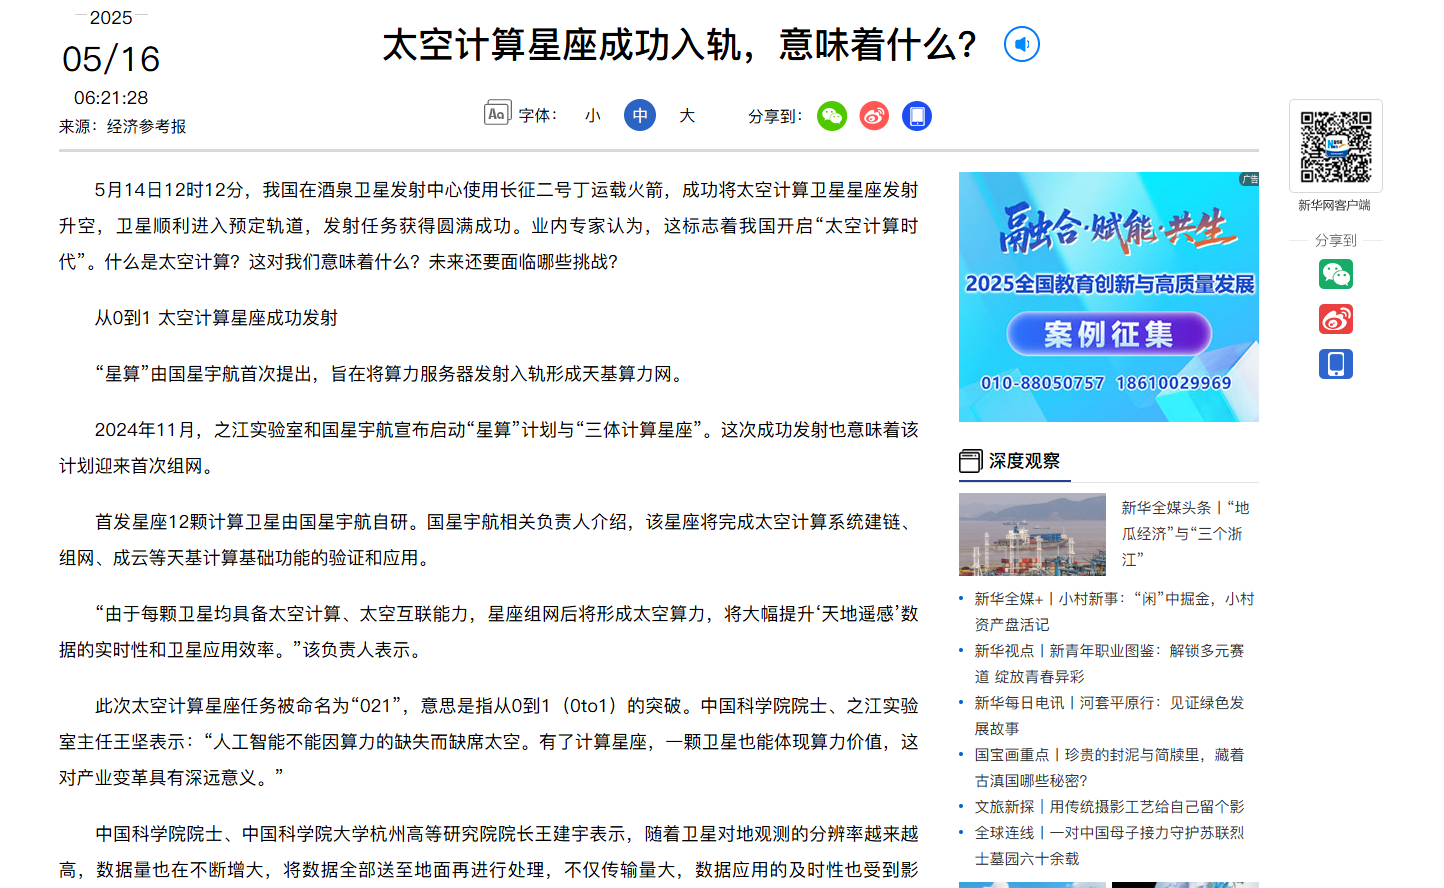 2025
05/16
06:21:28
来源：经济参考报
太空计算星座成功入轨，意味着什么？
字体：
小
中
大
分享到：
5月14日12时12分，我国在酒泉卫星发射中心使用长征二号丁运载火箭，成功将太空计算卫星星座发射
升空，卫星顺利进入预定轨道，发射任务获得圆满成功。业内专家认为，这标志着我国开启“太空计算时
代”。什么是太空计算？这对我们意味着什么？未来还要面临哪些挑战？
从0到1 太空计算星座成功发射
“星算”由国星宇航首次提出，旨在将算力服务器发射入轨形成天基算力网。
2024年11月，之江实验室和国星宇航宣布启动“星算”计划与“三体计算星座”。这次成功发射也意味着该
计划迎来首次组网。
首发星座12颗计算卫星由国星宇航自研。国星宇航相关负责人介绍，该星座将完成太空计算系统建链、
组网、成云等天基计算基础功能的验证和应用。
“由于每颗卫星均具备太空计算、太空互联能力，星座组网后将形成太空算力，将大幅提升‘天地遥感’数
据的实时性和卫星应用效率。”该负责人表示。
此次太空计算星座任务被命名为“021”，意思是指从0到1（0to1）的突破。中国科学院院士、之江实验
室主任王坚表示：“人工智能不能因算力的缺失而缺席太空。有了计算星座，一颗卫星也能体现算力价值，这
对产业变革具有深远意义。”
中国科学院院士、中国科学院大学杭州高等研究院院长王建宇表示，随着卫星对地观测的分辨率越来越
高，数据量也在不断增大，将数据全部送至地面再进行处理，不仅传输量大，数据应用的及时性也受到影
广告
融合·赋能·共生
2025全国教育创新与高质量发展
案例征集
010-88050757 18610029969
深度观察
新华全媒头条丨“地
瓜经济”与“三个浙
江”
新华全媒+丨小村新事：“闲”中掘金，小村
资产盘活记
新华视点丨新青年职业图鉴：解锁多元赛
道 绽放青春异彩
新华每日电讯丨河套平原行：见证绿色发
展故事
国宝画重点丨珍贵的封泥与简牍里，藏着
古滇国哪些秘密？
文旅新探｜用传统摄影工艺给自己留个影
全球连线丨一对中国母子接力守护苏联烈
士墓园六十余载
新华网客户端
分享到